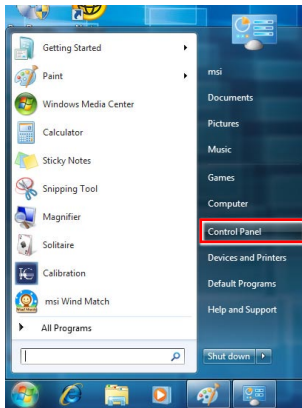 Getting Started
Paint
Windows Media Center
Calculator
Sticky Notes
Snipping Tool
Magnifier
Solitaire
Calibration
msi Wind Match
All Programs
msi
Documents
Pictures
Music
Games
Computer
Control Panel
Devices and Printers
Default Programs
Help and Support
Shut down